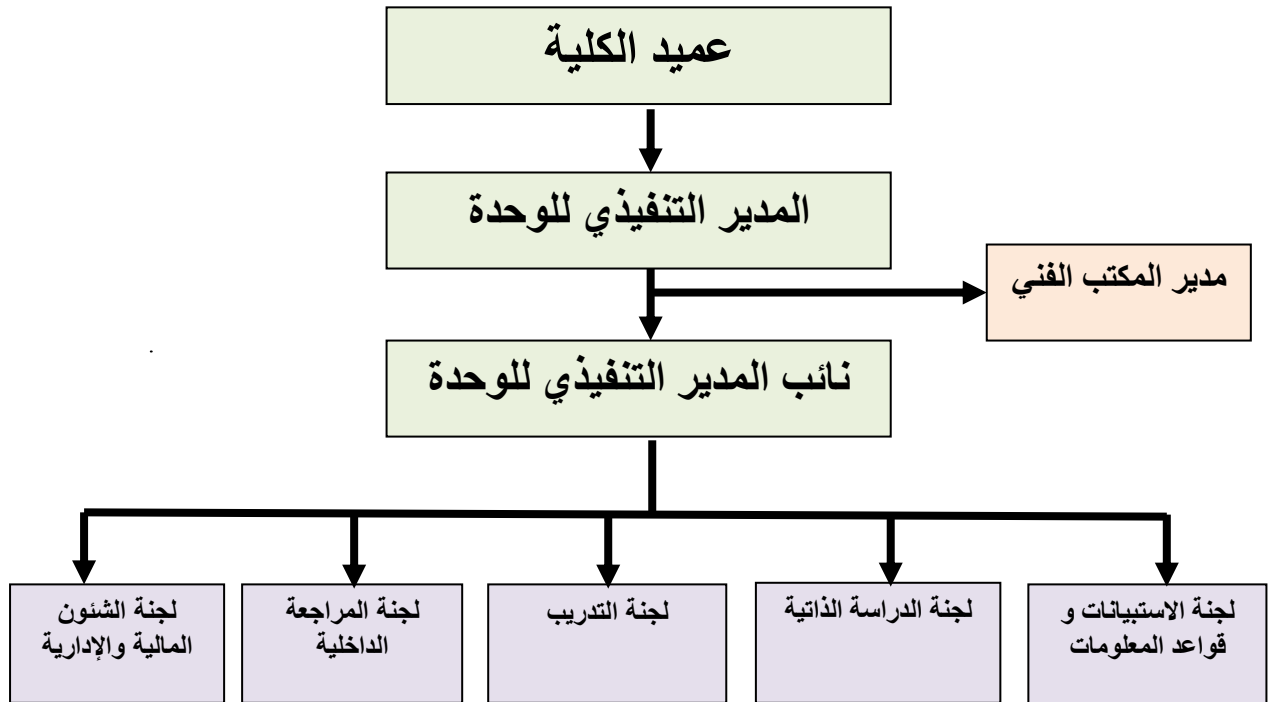 عميد الكلية
المدير التنفيذي للوحدة
مدير المكتب الفني
نائب المدير التنفيذي للوحدة
لجنة الاستبيانات و
قواعد المعلومات
لجنة الدراسة الذاتية
لجنة التدريب
لجنة المراجعة
الداخلية
لجنة الشئون
المالية والإدارية